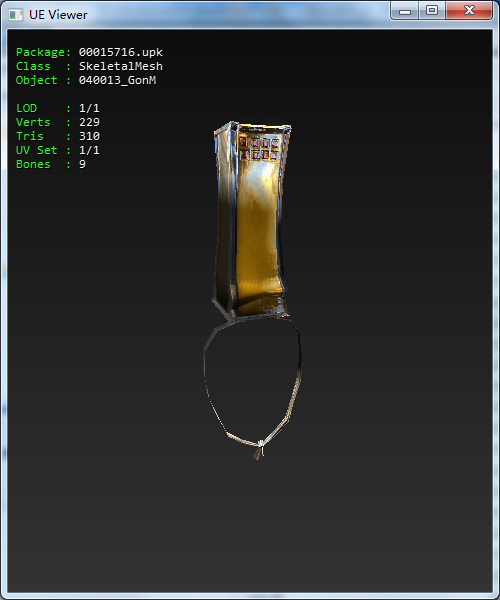 UE Viewer
Package: 00015716.upk
Class : SkeletalMesh
Object : 040013_GonM
LOD : 1/1
Verts : 229
Tris : 310
UV Set : 1/1
Bones : 9